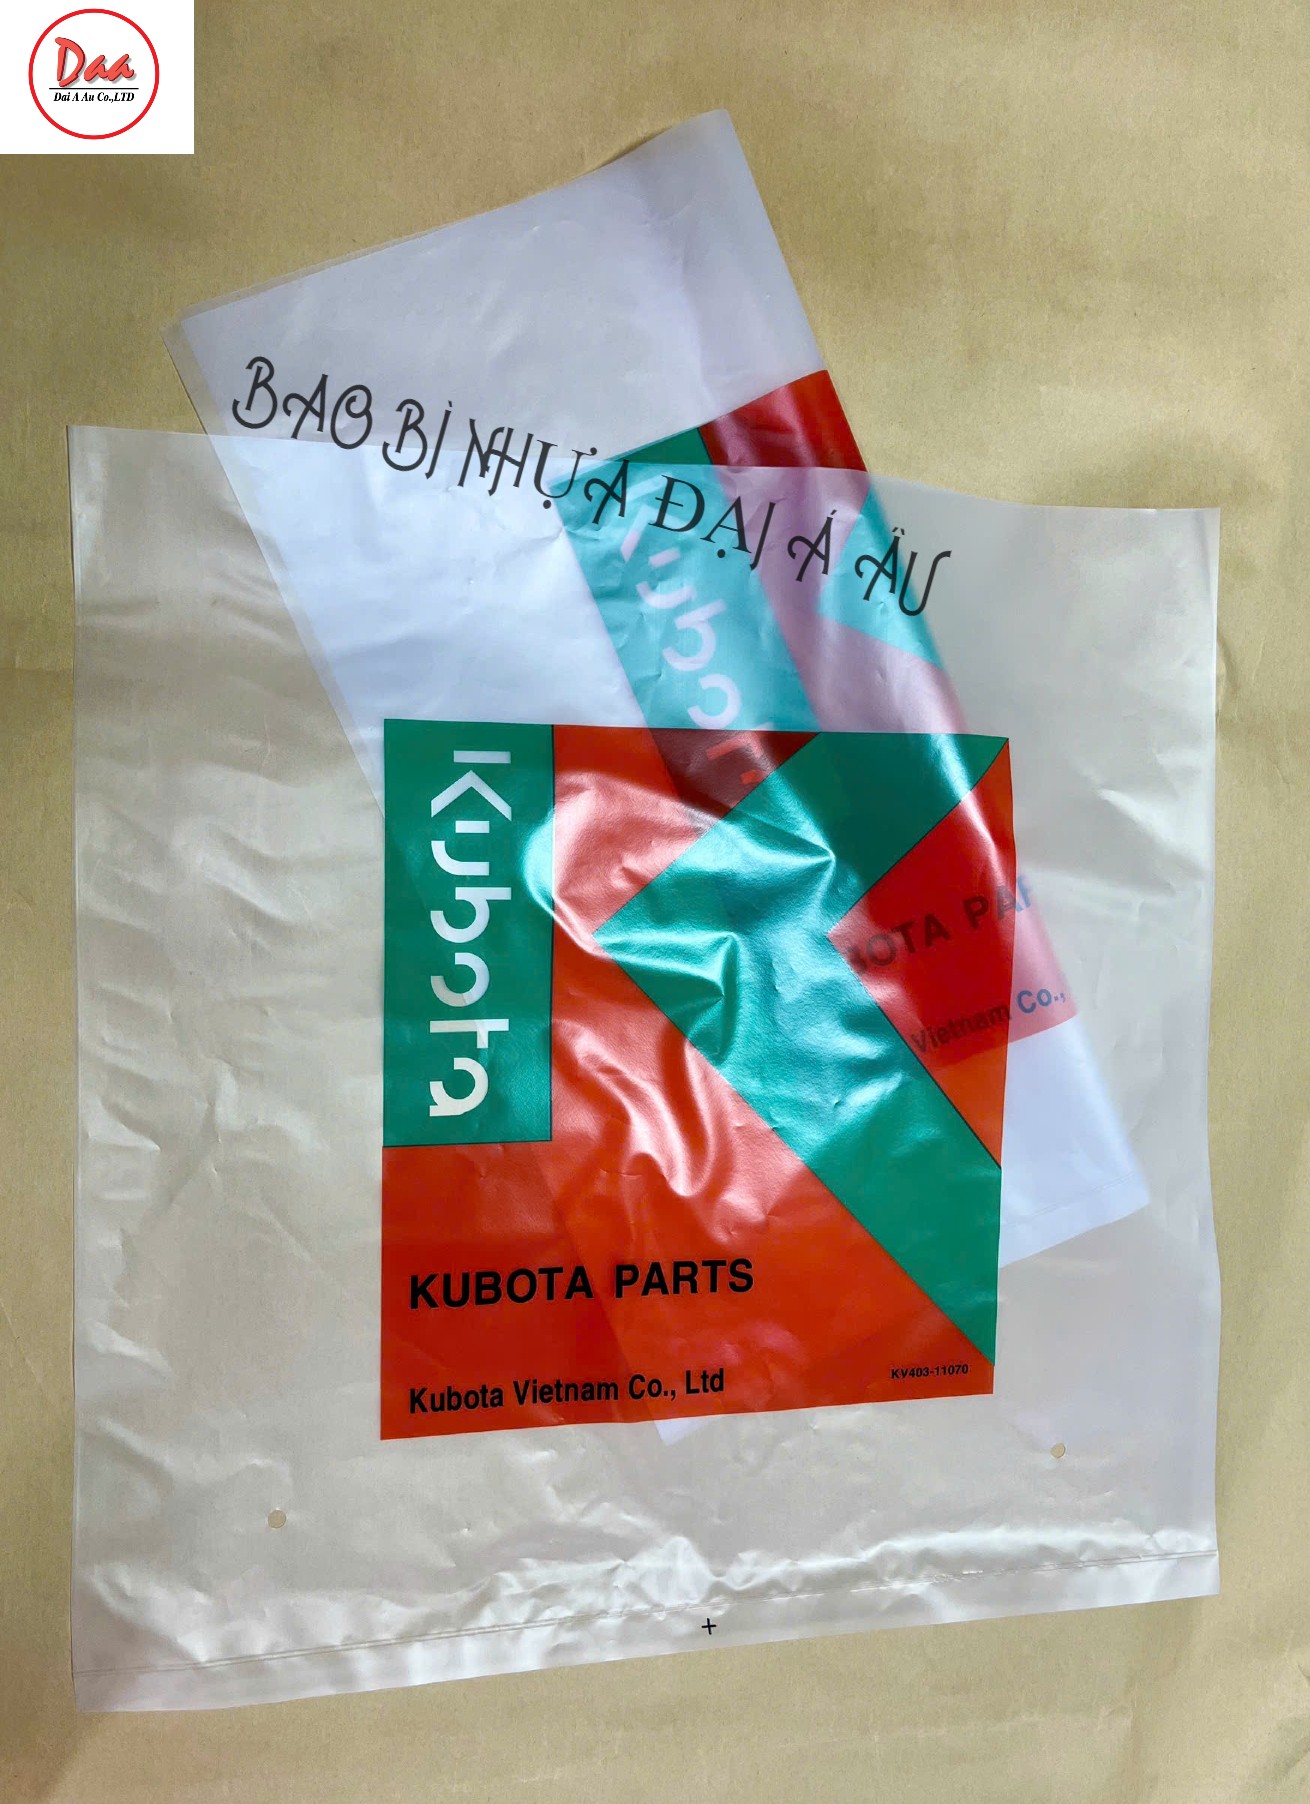 Daa
Dai A Au Co.,LTD
BAO BÌ NHỰA ĐẠI Á ÂU
Kubota
Kubota
KUBOTA PARTS
Kubota Vietnam Co., Ltd
KV403-11070
OTA PAR
Vietnam Co.,
+